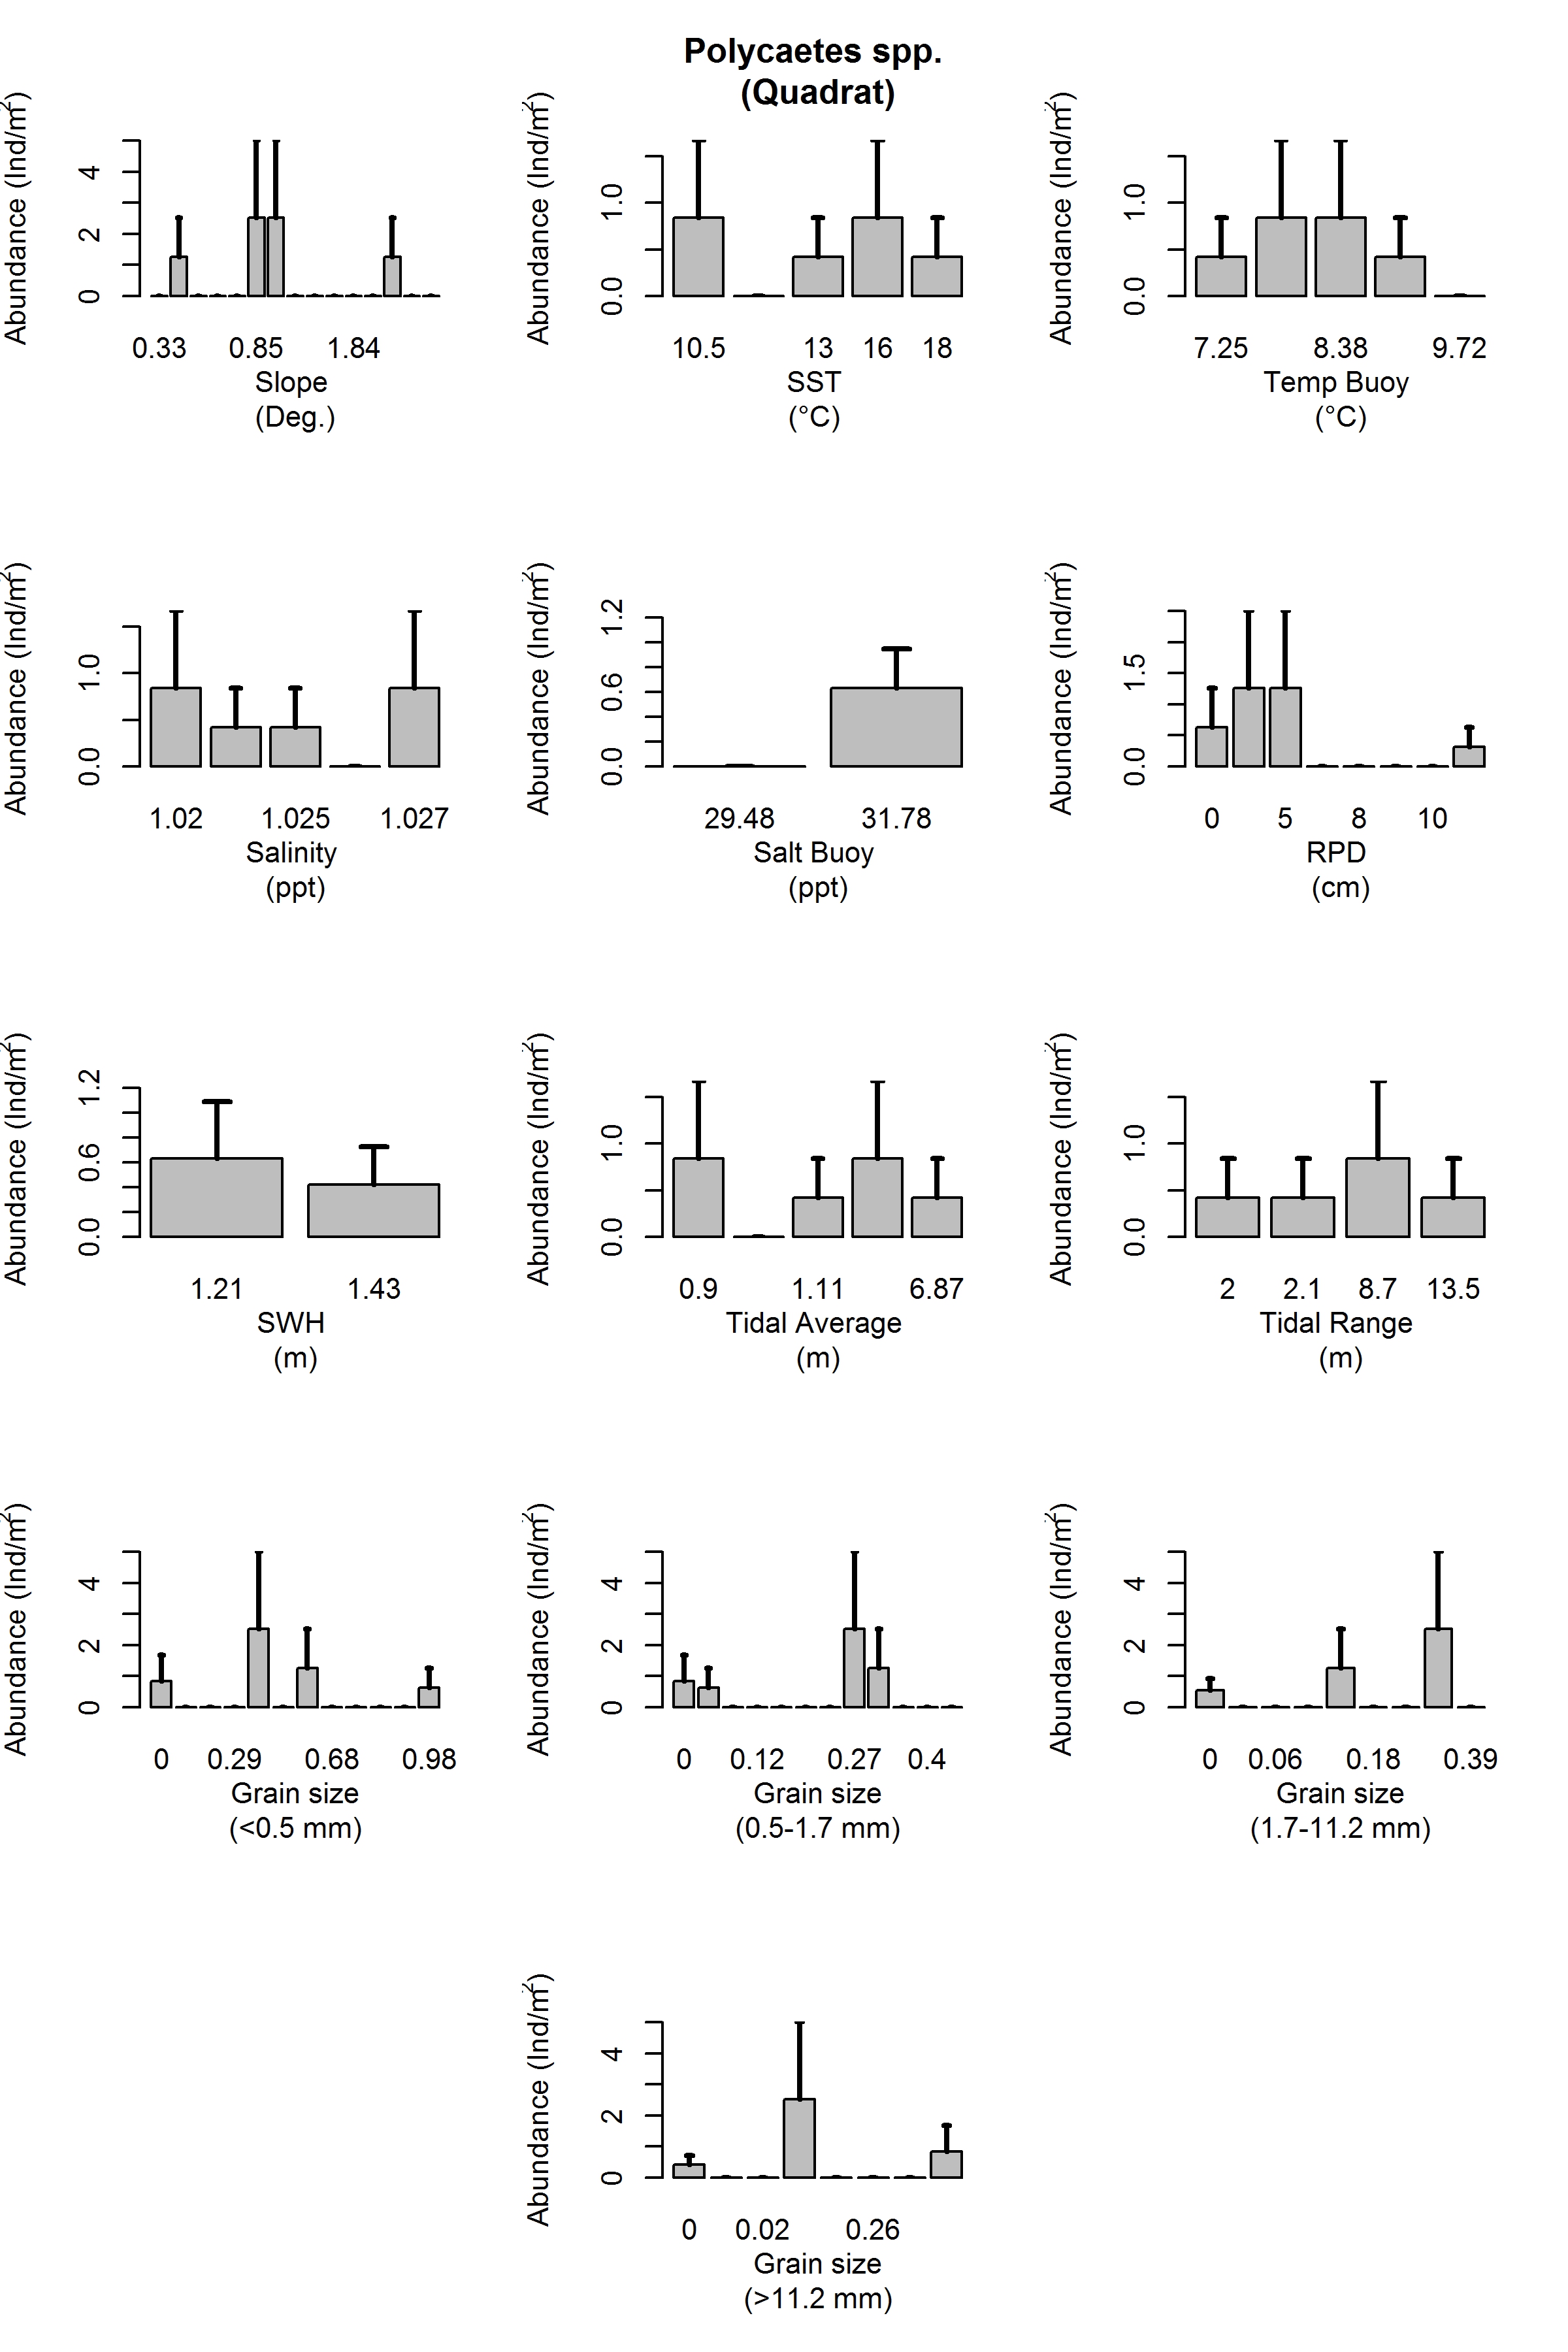 Polycaetes spp.
(Quadrat)
Abundance (Ind/m²)
0 2 4
0.33 0.85 1.84
Slope
(Deg.)
Abundance (Ind/m²)
0.0 1.0
10.5 13 16 18
SST
(°C)
Abundance (Ind/m²)
0.0 1.0
7.25 8.38 9.72
Temp Buoy
(°C)
Abundance (Ind/m²)
0.0 1.0
1.02 1.025 1.027
Salinity
(ppt)
Abundance (Ind/m²)
0.0 0.6 1.2
29.48 31.78
Salt Buoy
(ppt)
Abundance (Ind/m²)
0.0 1.5
0 5 8 10
RPD
(cm)
Abundance (Ind/m²)
0.0 0.6 1.2
1.21 1.43
SWH
(m)
Abundance (Ind/m²)
0.0 1.0
0.9 1.11 6.87
Tidal Average
(m)
Abundance (Ind/m²)
0.0 1.0
2 2.1 8.7 13.5
Tidal Range
(m)
Abundance (Ind/m²)
0 2 4
0 0.29 0.68 0.98
Grain size
(<0.5 mm)
Abundance (Ind/m²)
0 2 4
0 0.12 0.27 0.4
Grain size
(0.5-1.7 mm)
Abundance (Ind/m²)
0 2 4
0 0.06 0.18 0.39
Grain size
(1.7-11.2 mm)
Abundance (Ind/m²)
0 2 4
0 0.02 0.26
Grain size
(>11.2 mm)